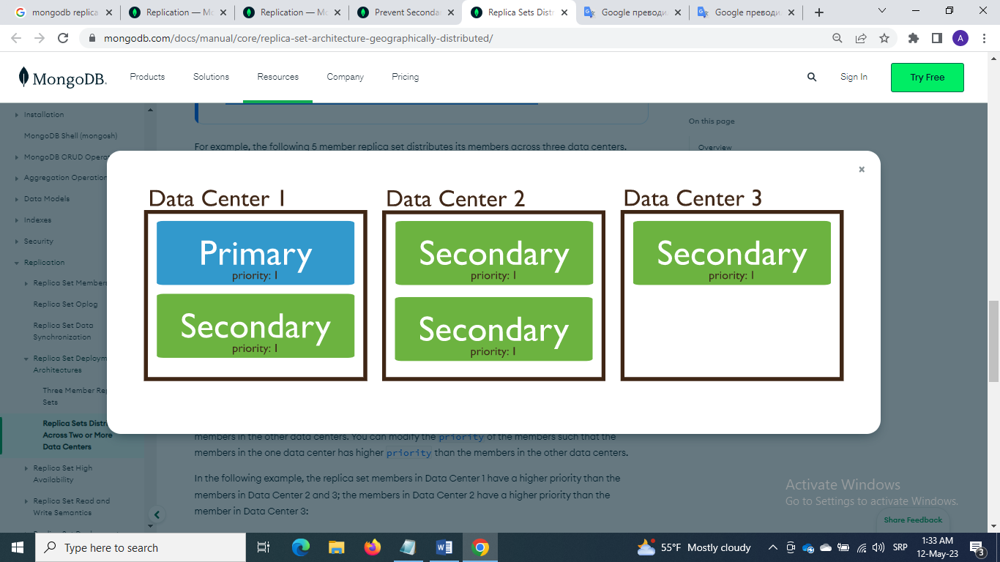 mongodb replica
Replication — Mo
Replication — Mo
Prevent Seconda
Replica Sets Distr
Google преводи
Google преводи
mongodb.com/docs/manual/core/replica-set-architecture-geographically-distributed/
A
MongoDB.
Products
Solutions
Resources
Company
Pricing
Sign In
Try Free
Installation
MongoDB Shell (mongosh)
MongoDB CRUD Opera
Aggregation Operation
Data Models
Indexes
Security
Replication
Replica Set Members
Replica Set Oplog
Replica Set Data
Synchronization
Replica Set Deploym
Architectures
Three Member Rep
Sets
Replica Sets Distr
Across Two or More
Data Centers
Replica Set High
Availability
Replica Set Read and
Write Semantics
For example, the following 5 member replica set distributes its members across three data centers.
On this page
Overview
Data Center 1
Primary
priority: 1
Secondary
priority: 1
Data Center 2
Secondary
priority: 1
Secondary
priority: 1
Data Center 3
Secondary
priority: 1
members in the other data centers. You can modify the priority of the members such that the
members in the one data center has higher priority than the members in the other data centers.
In the following example, the replica set members in Data Center 1 have a higher priority than the
members in Data Center 2 and 3; the members in Data Center 2 have a higher priority than the
member in Data Center 3:
Activate Windows
Go to Settings to activate Windows.
Share Feedback
Type here to search
55°F Mostly cloudy
SRP
1:33 AM
12-May-23
3